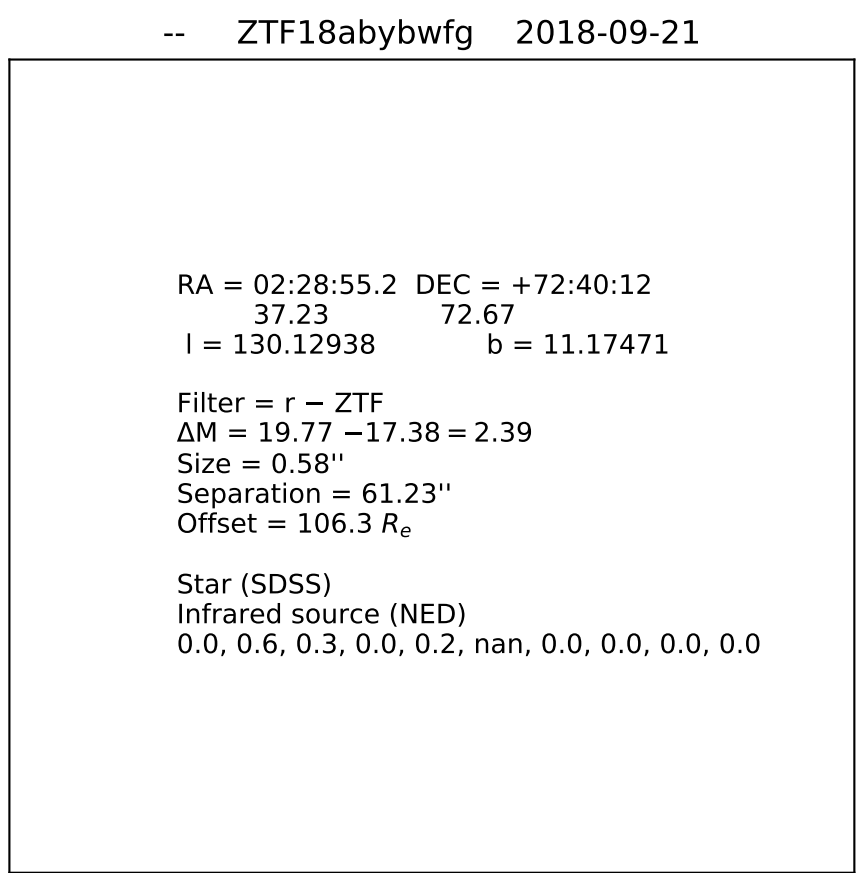 -- ZTF18abybwfg 2018-09-21
RA = 02:28:55.2 DEC = +72:40:12
37.23 72.67
l = 130.12938 b = 11.17471
Filter = r − ZTF
ΔM = 19.77 −17.38 = 2.39
Size = 0.58''
Separation = 61.23''
Offset = 106.3 Re
Star (SDSS)
Infrared source (NED)
0.0, 0.6, 0.3, 0.0, 0.2, nan, 0.0, 0.0, 0.0, 0.0